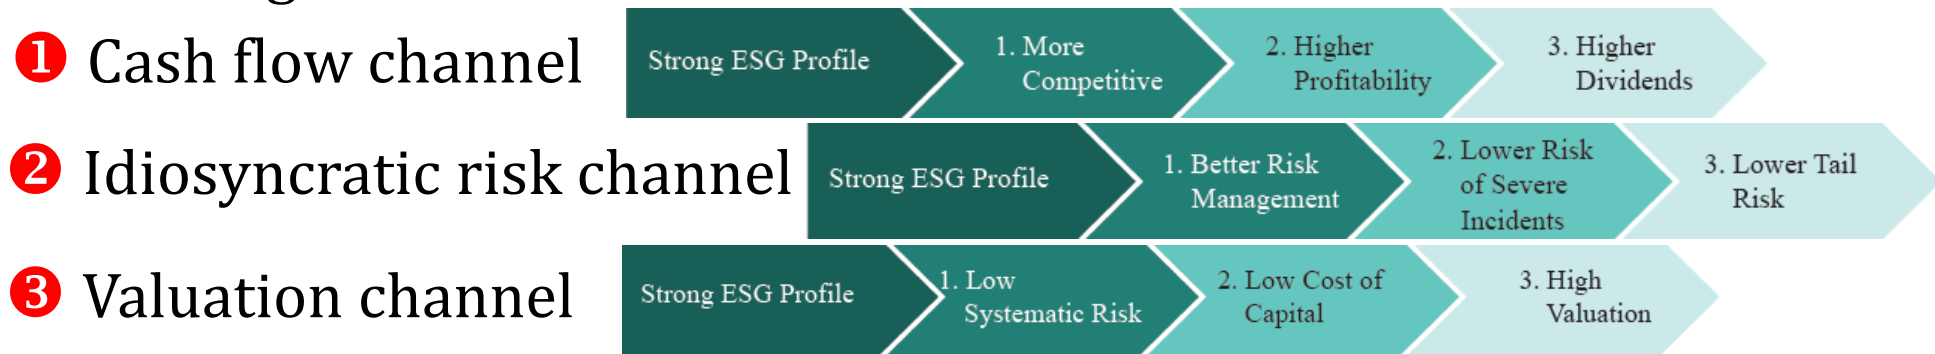 ❶ Cash flow channel
Strong ESG Profile
1. More
Competitive
2. Higher
Profitability
3. Higher
Dividends
❷ Idiosyncratic risk channel
Strong ESG Profile
1. Better Risk
Management
2. Lower Risk
of Severe
Incidents
3. Lower Tail
Risk
❸ Valuation channel
Strong ESG Profile
1. Low
Systematic Risk
2. Low Cost of
Capital
3. High
Valuation